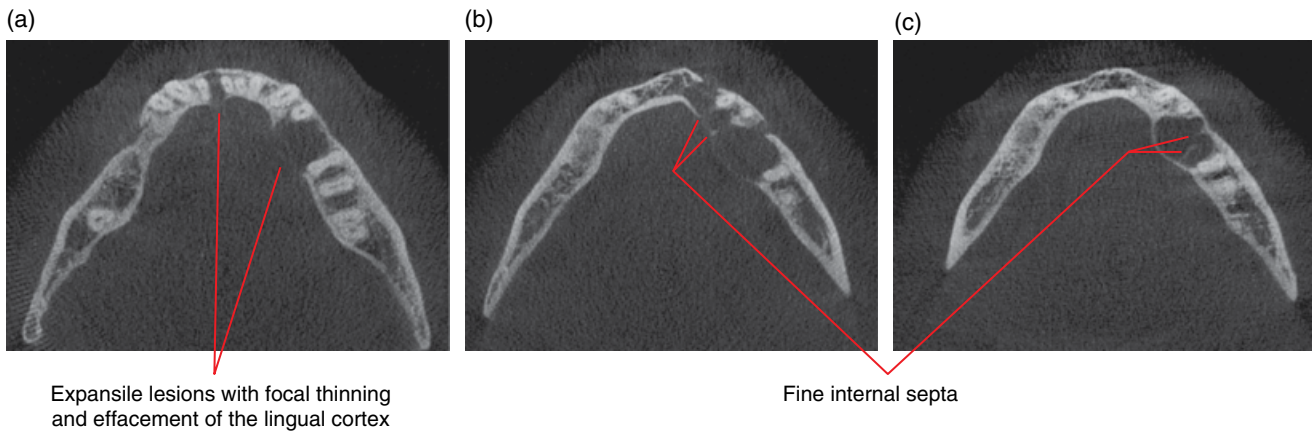 (a)
(b)
(c)
Expansile lesions with focal thinning
and effacement of the lingual cortex
Fine internal septa